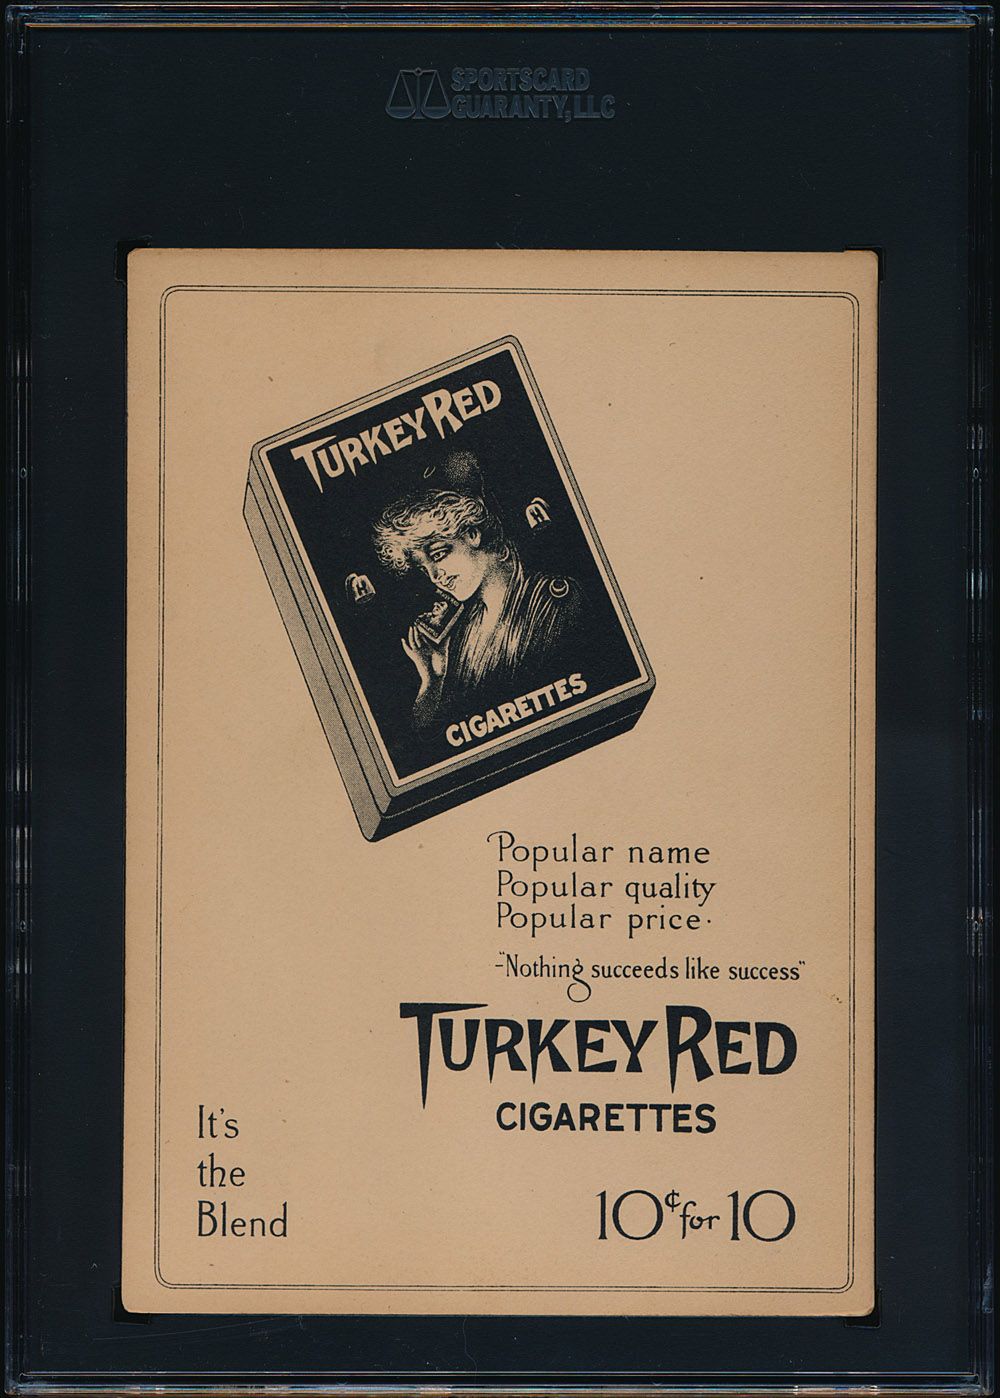 SPORTSCARD
GUARANTY, LLC
TURKEY RED
CIGARETTES
Popular name
Popular quality
Popular price.
-"Nothing succeeds like success"
TURKEY RED
CIGARETTES
It's
the
Blend
10¢ for 10